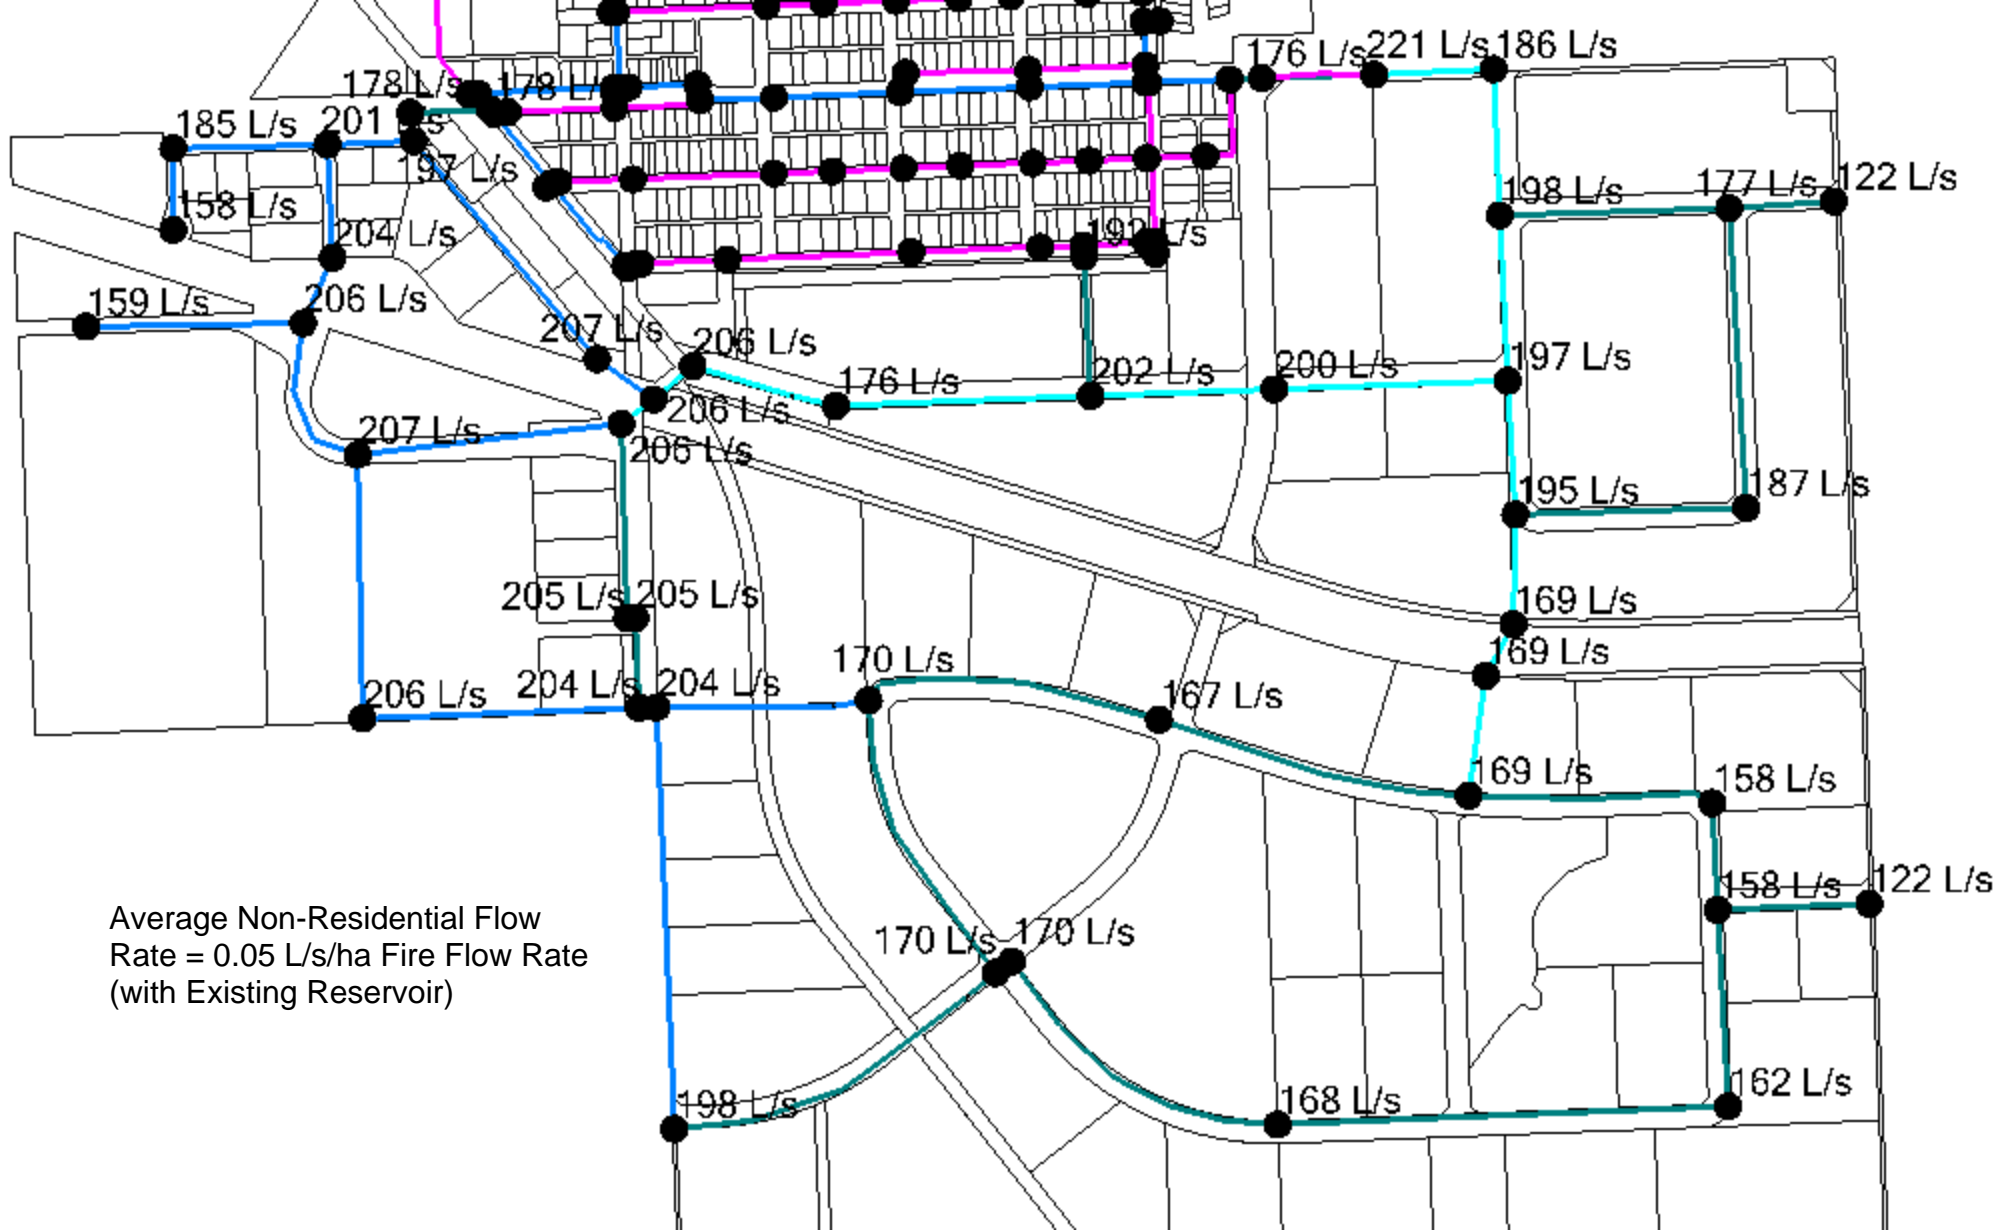 176 L/s
221 L/s
186 L/s
178 L/s
178 L/s
185 L/s
201 L/s
197 L/s
158 L/s
204 L/s
192 L/s
198 L/s
177 L/s
122 L/s
159 L/s
206 L/s
207 L/s
206 L/s
176 L/s
202 L/s
200 L/s
197 L/s
206 L/s
207 L/s
206 L/s
195 L/s
187 L/s
205 L/s
205 L/s
169 L/s
169 L/s
170 L/s
206 L/s
204 L/s
204 L/s
167 L/s
169 L/s
158 L/s
158 L/s
122 L/s
Average Non-Residential Flow
Rate = 0.05 L/s/ha Fire Flow Rate
(with Existing Reservoir)
170 L/s
170 L/s
198 L/s
168 L/s
162 L/s